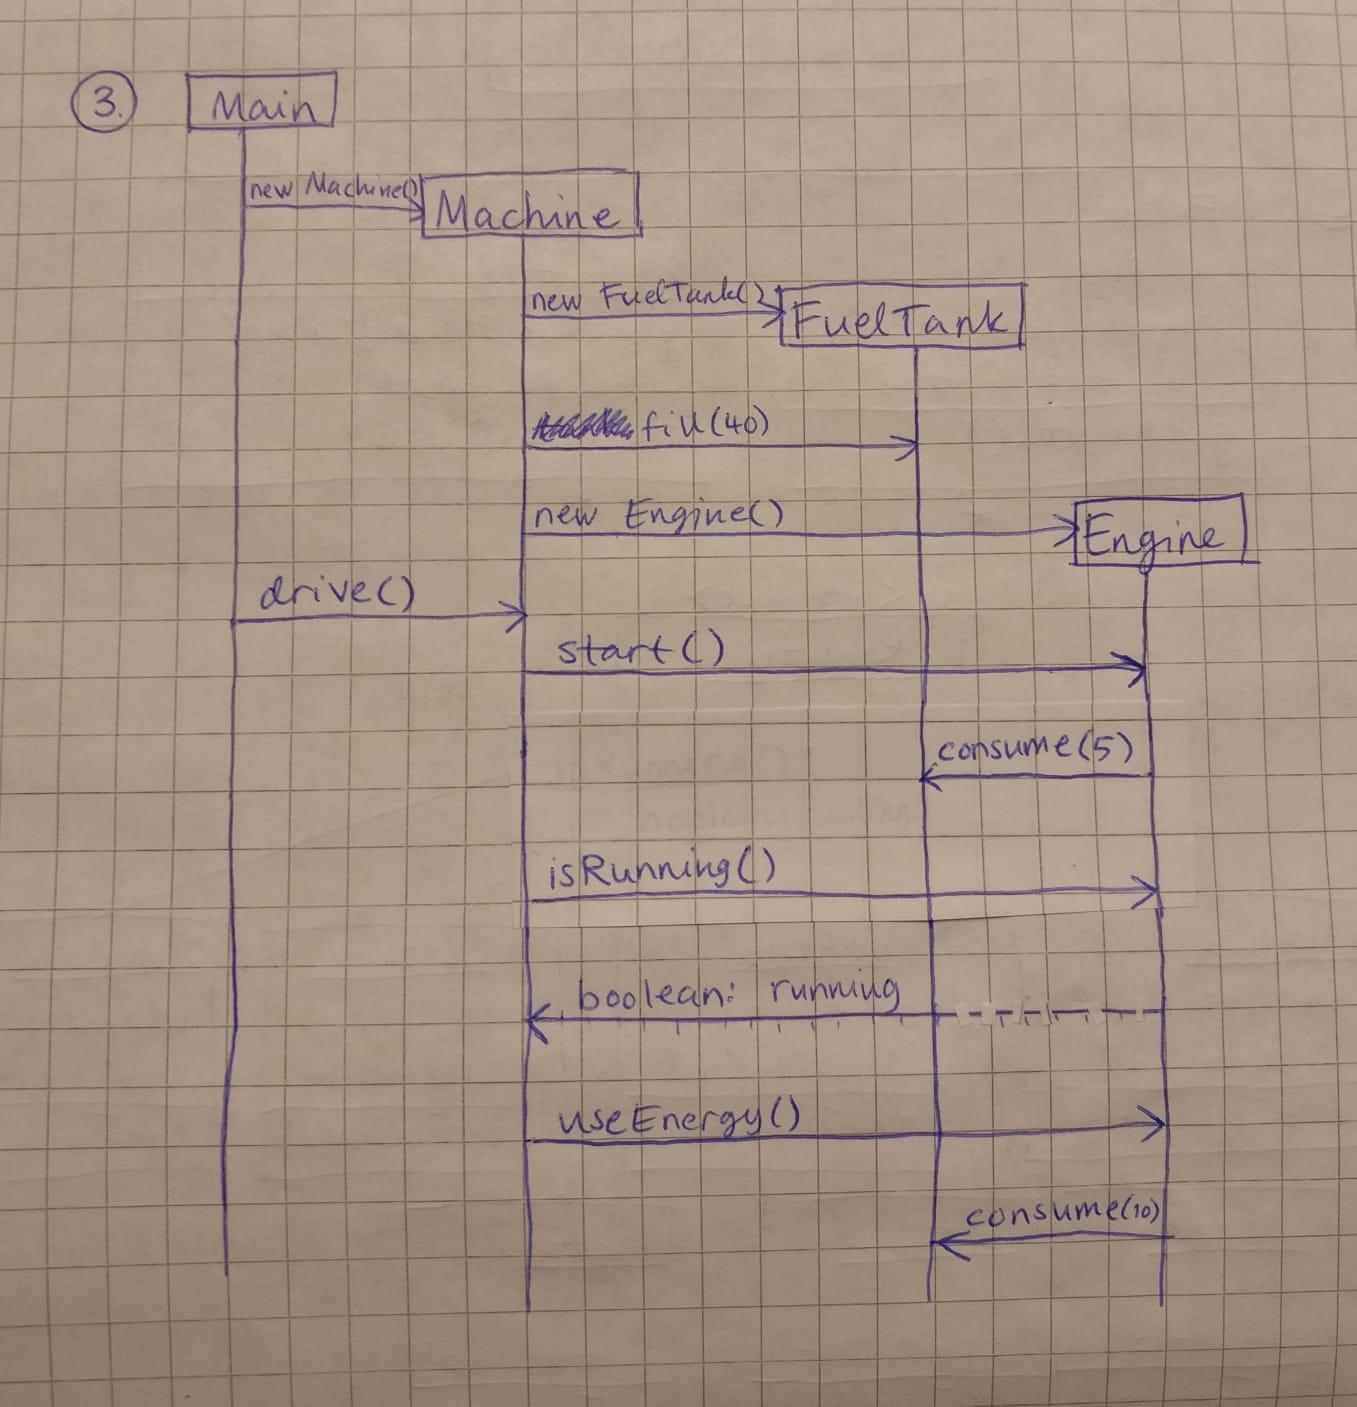 3. Main
new Machine() Machine
new FuelTank() FuelTank
fill(40)
new Engine() Engine
drive()
start()
consume(5)
isRunning()
boolean: running
useEnergy()
consume(10)